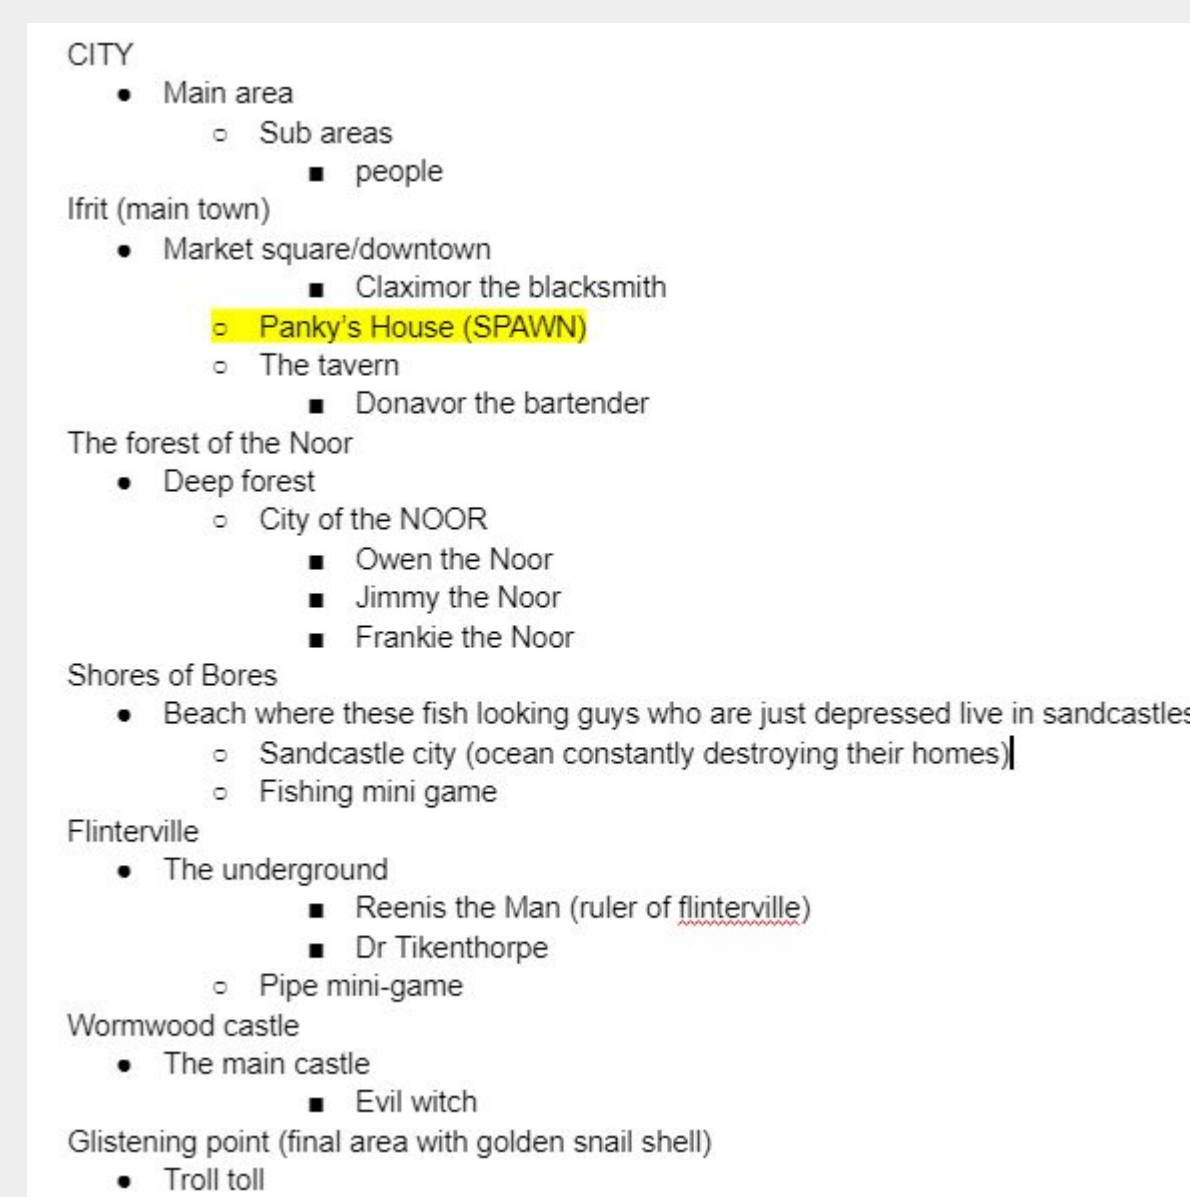 CITY
● Main area
○ Sub areas
■ people
Ifrit (main town)
● Market square/downtown
■ Claximor the blacksmith
○ Panky's House (SPAWN)
○ The tavern
■ Donavor the bartender
The forest of the Noor
● Deep forest
○ City of the NOOR
■ Owen the Noor
■ Jimmy the Noor
■ Frankie the Noor
Shores of Bores
● Beach where these fish looking guys who are just depressed live in sandcastles
○ Sandcastle city (ocean constantly destroying their homes)
○ Fishing mini game
Flinterville
● The underground
■ Reenis the Man (ruler of flinterville)
■ Dr Tikenthorpe
○ Pipe mini-game
Wormwood castle
● The main castle
■ Evil witch
Glistening point (final area with golden snail shell)
● Troll toll